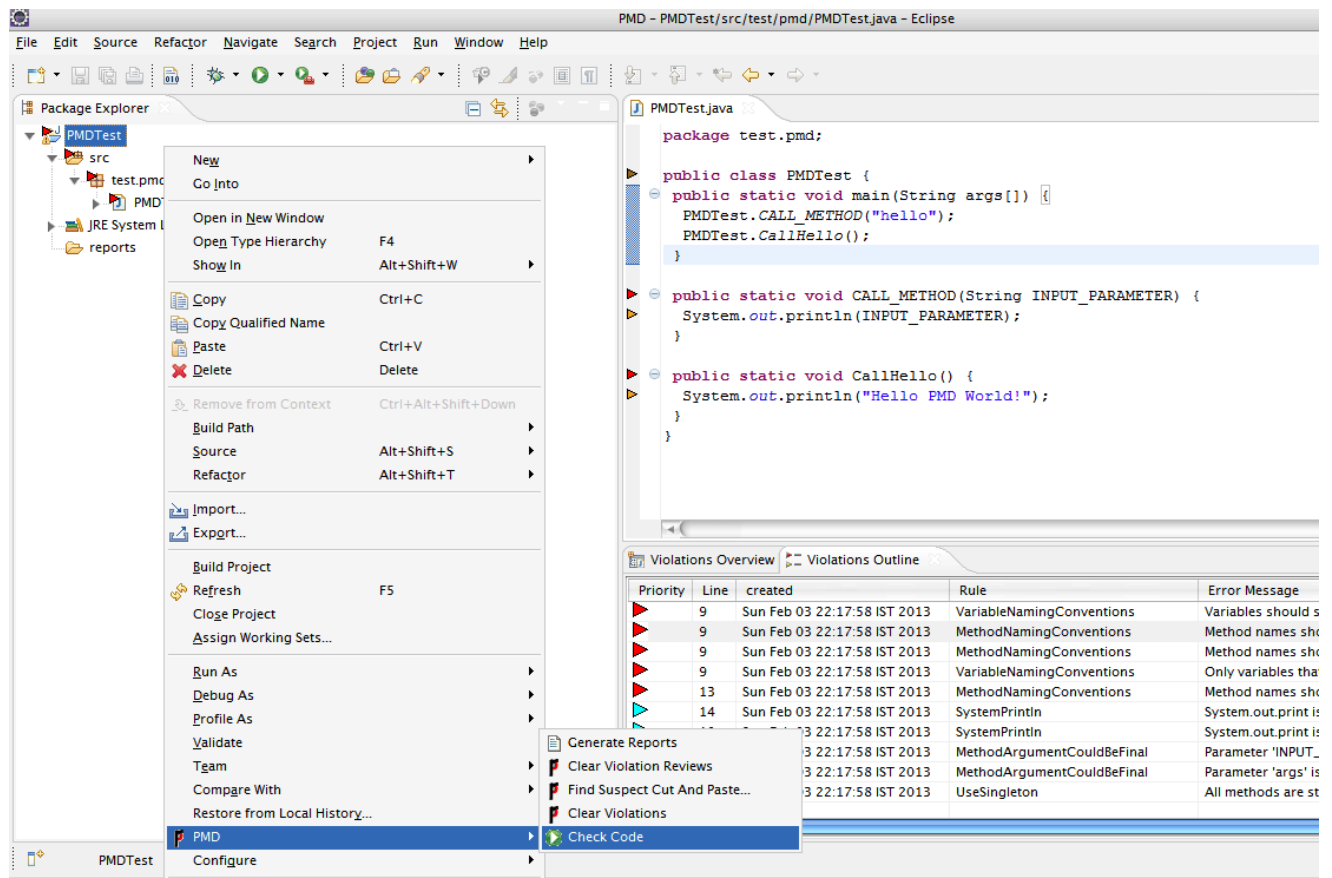 PMD - PMDTest/src/test/pmd/PMDTest.java - Eclipse
File Edit Source Refactor Navigate Search Project Run Window Help
Package Explorer
PMDTest
src
test.pmd
PMD
JRE System L
reports
New
Go Into
Open in New Window
Open Type Hierarchy F4
Show In Alt+Shift+W
Copy Ctrl+C
Copy Qualified Name
Paste Ctrl+V
Delete Delete
Remove from Context Ctrl+Alt+Shift+Down
Build Path
Source Alt+Shift+S
Refactor Alt+Shift+T
Import...
Export...
Build Project
Refresh F5
Close Project
Assign Working Sets...
Run As
Debug As
Profile As
Validate
Team
Compare With
Restore from Local History...
PMD
Configure
Generate Reports
Clear Violation Reviews
Find Suspect Cut And Paste...
Clear Violations
Check Code
PMDTest.java
package test.pmd;
public class PMDTest {
public static void main(String args[]) {
PMDTest.CALL_METHOD("hello");
PMDTest.CallHello();
}
public static void CALL_METHOD(String INPUT_PARAMETER) {
System.out.println(INPUT_PARAMETER);
}
public static void CallHello() {
System.out.println("Hello PMD World!");
}
}
Violations Overview Violations Outline
Priority Line created Rule Error Message
9 Sun Feb 03 22:17:58 IST 2013 VariableNamingConventions Variables should s
9 Sun Feb 03 22:17:58 IST 2013 MethodNamingConventions Method names sho
9 Sun Feb 03 22:17:58 IST 2013 MethodNamingConventions Method names sho
9 Sun Feb 03 22:17:58 IST 2013 VariableNamingConventions Only variables tha
13 Sun Feb 03 22:17:58 IST 2013 MethodNamingConventions Method names sho
14 Sun Feb 03 22:17:58 IST 2013 SystemPrintln System.out.print is
3 22:17:58 IST 2013 SystemPrintln System.out.print is
3 22:17:58 IST 2013 MethodArgumentCouldBeFinal Parameter 'INPUT_
3 22:17:58 IST 2013 MethodArgumentCouldBeFinal Parameter 'args' is
3 22:17:58 IST 2013 UseSingleton All methods are st
PMDTest